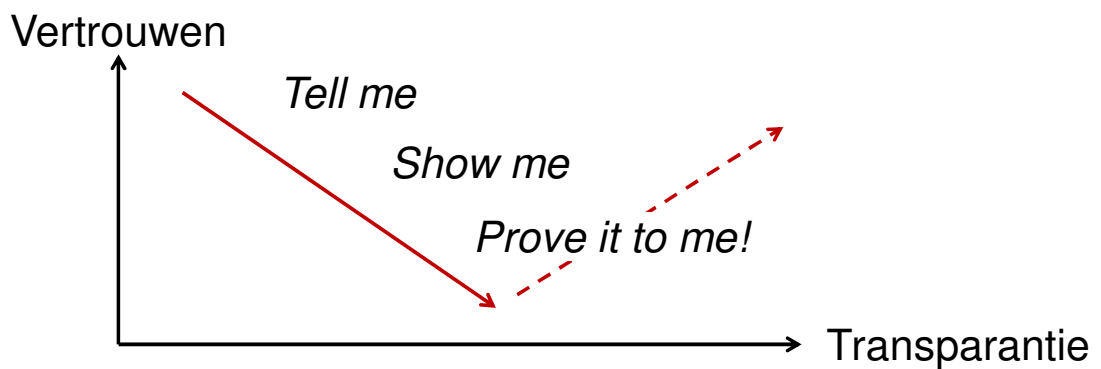 Vertrouwen
Tell me
Show me
Prove it to me!
Transparantie